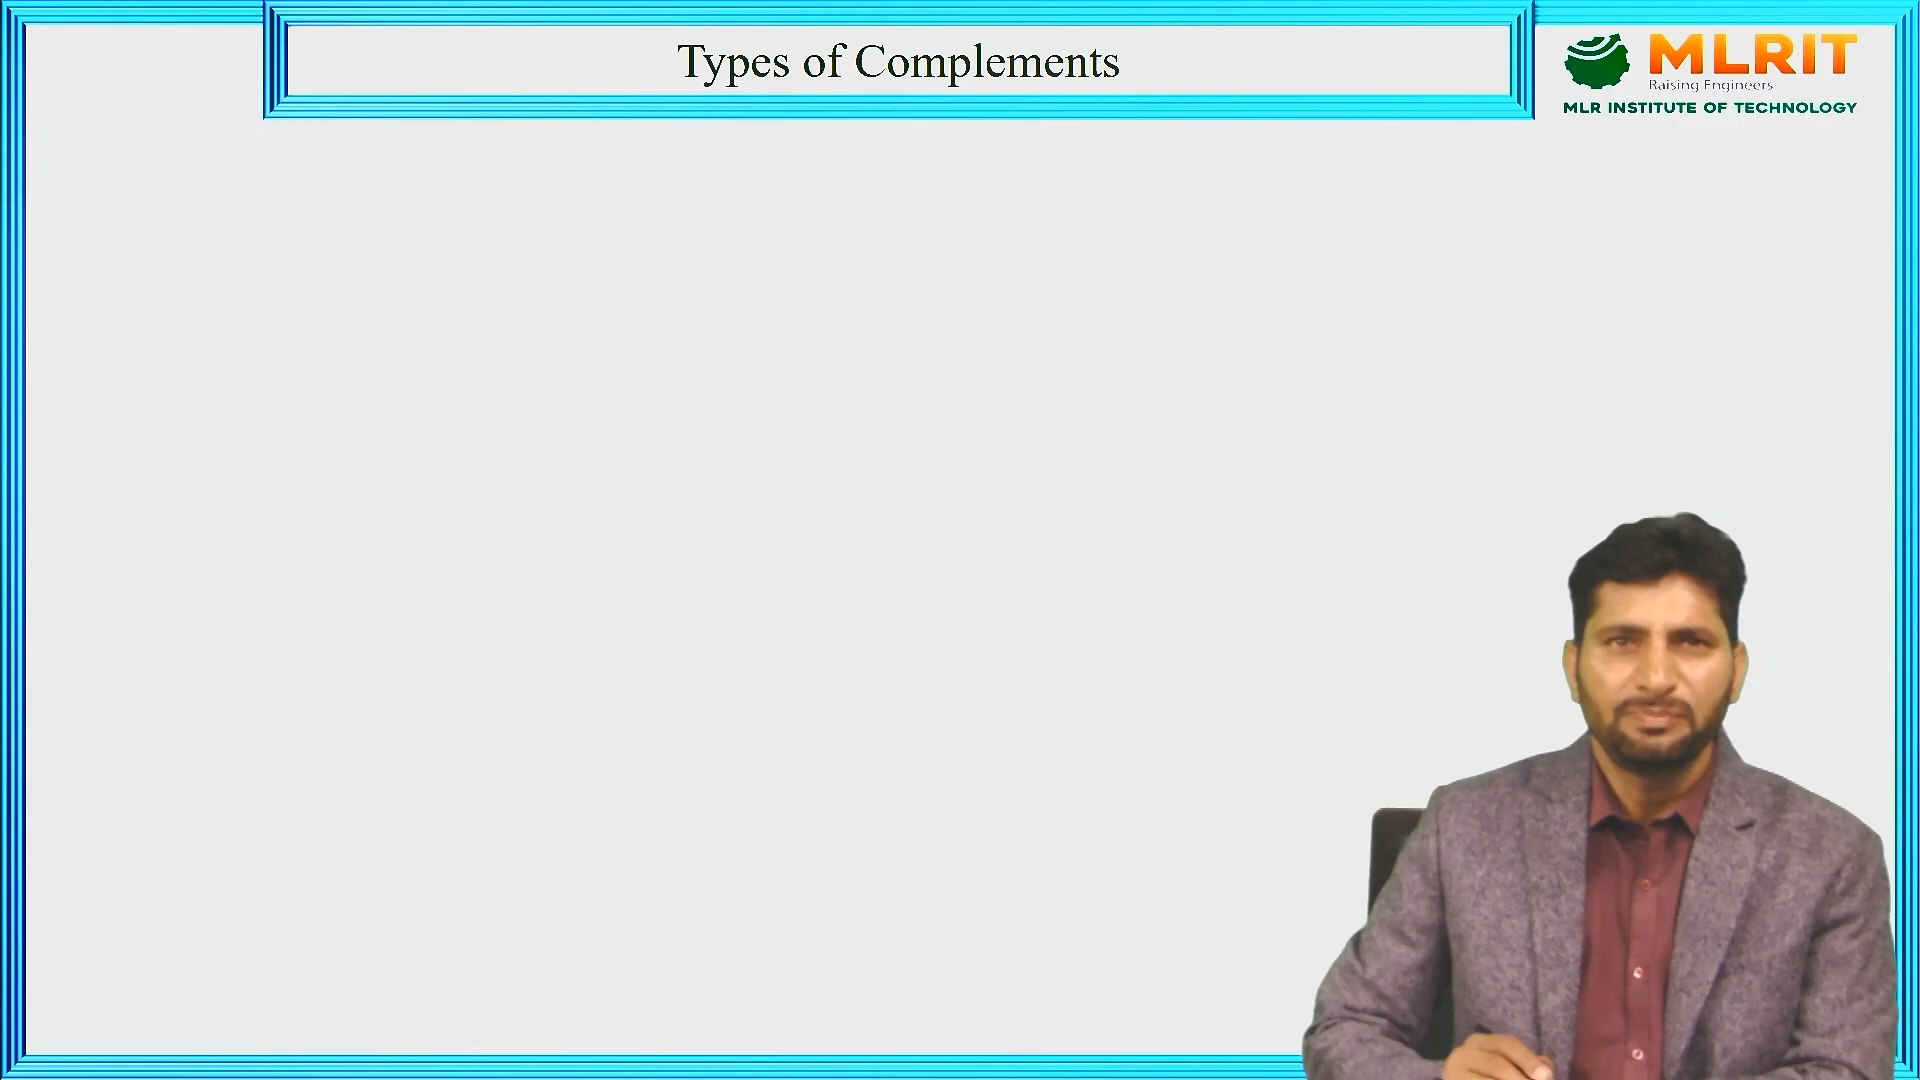 Types of Complements
MLRIT
Raising Engineers
MLR INSTITUTE OF TECHNOLOGY